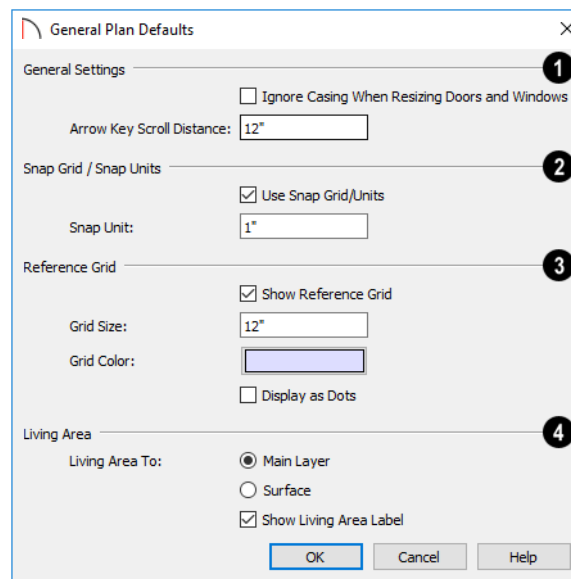 General Plan Defaults
General Settings 1
Ignore Casing When Resizing Doors and Windows
Arrow Key Scroll Distance: 12"
Snap Grid / Snap Units 2
Use Snap Grid/Units
Snap Unit: 1"
Reference Grid 3
Show Reference Grid
Grid Size: 12"
Grid Color:
Display as Dots
Living Area 4
Living Area To: Main Layer
Surface
Show Living Area Label
OK Cancel Help